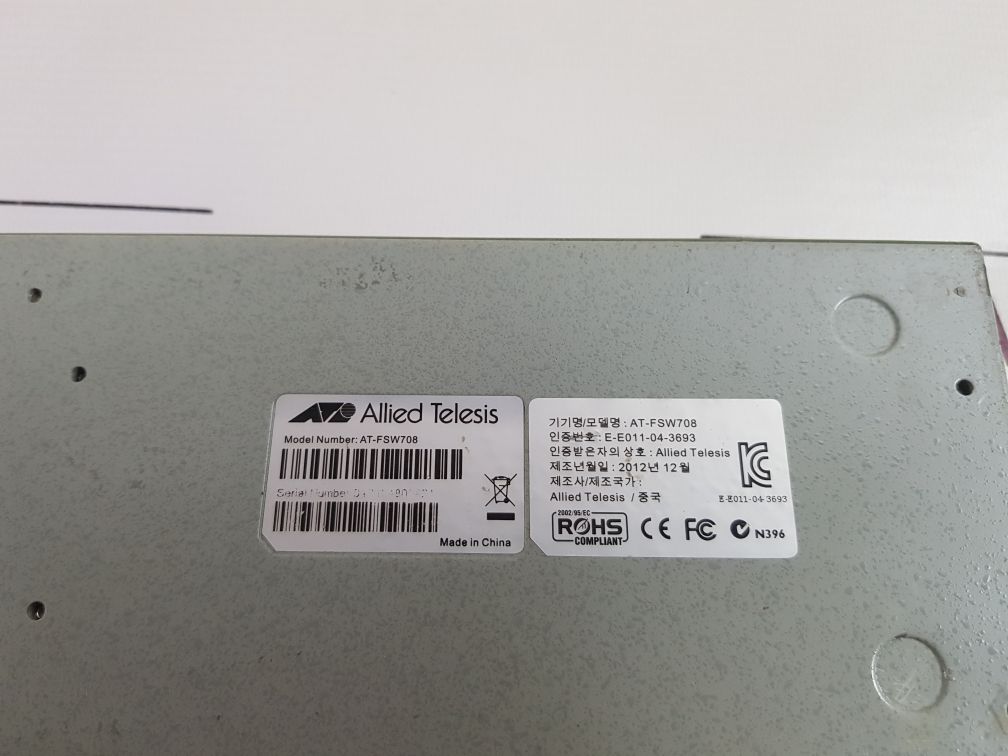 Allied Telesis
Model Number: AT-FSW708
Serial Number
Made in China
기기명/모델명 : AT-FSW708
인증번호 : E-E011-04-3693
인증받은자의 상호 : Allied Telesis
제조년월일 : 2012년 12월
제조사/제조국가 :
Allied Telesis / 중국
E-E011-04-3693
2002/95/EC
ROHS
COMPLIANT
CE FC N396